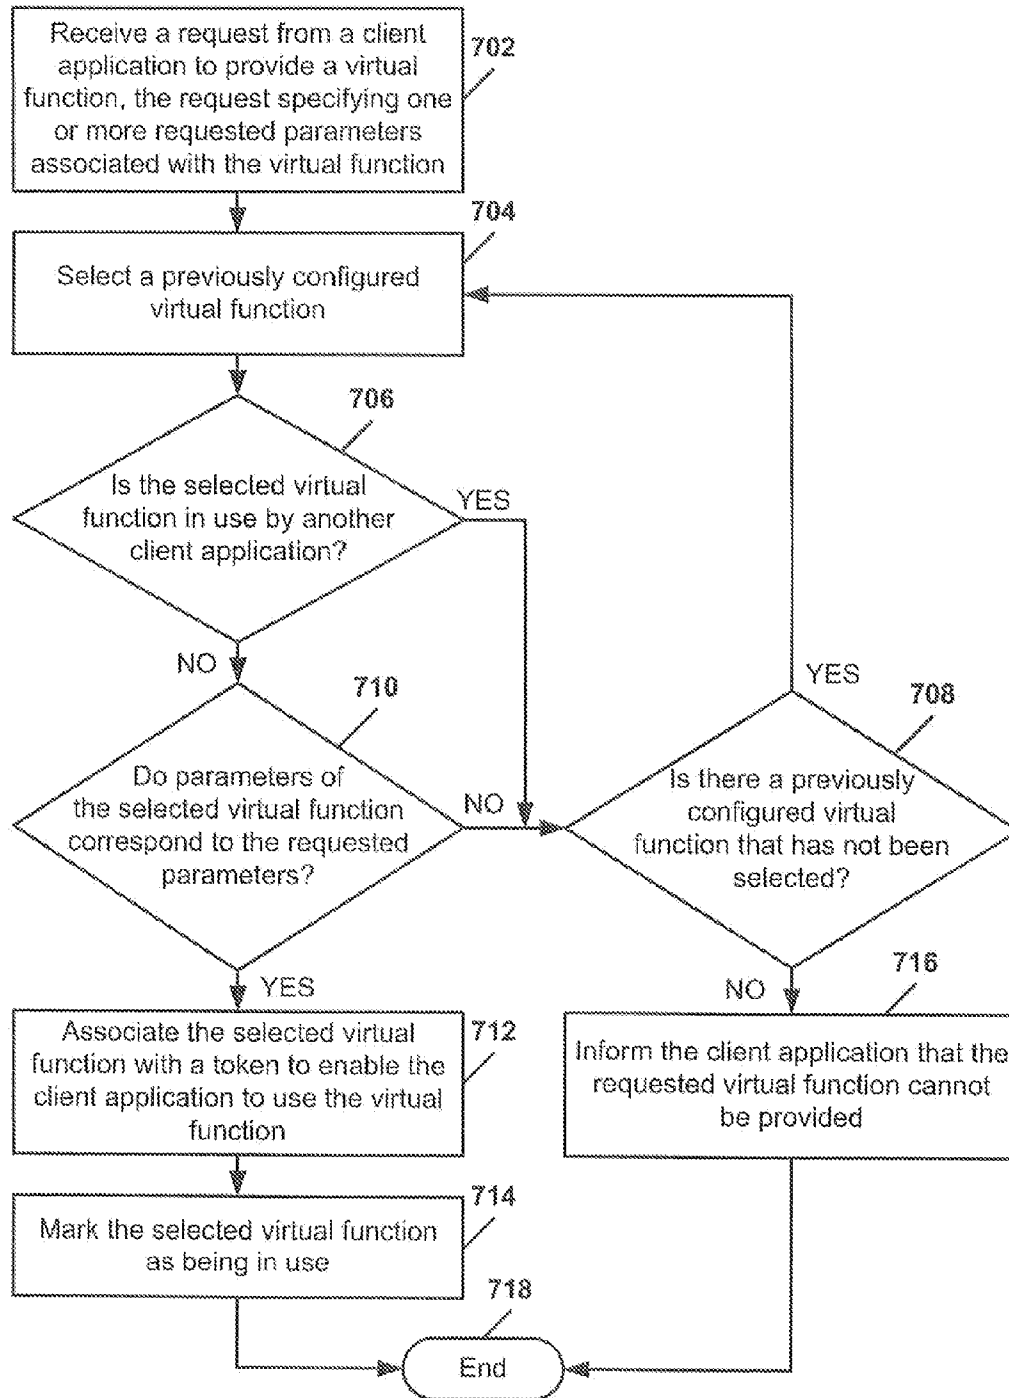 Receive a request from a client
application to provide a virtual
function, the request specifying one
or more requested parameters
associated with the virtual function
702
704
Select a previously configured
virtual function
706
Is the selected virtual
function in use by another
client application?
YES
NO
710
Do parameters of
the selected virtual function
correspond to the requested
parameters?
NO
YES
708
Is there a previously
configured virtual
function that has not been
selected?
YES
NO
712
Associate the selected virtual
function with a token to enable the
client application to use the virtual
function
716
Inform the client application that the
requested virtual function cannot
be provided
714
Mark the selected virtual function
as being in use
718
End